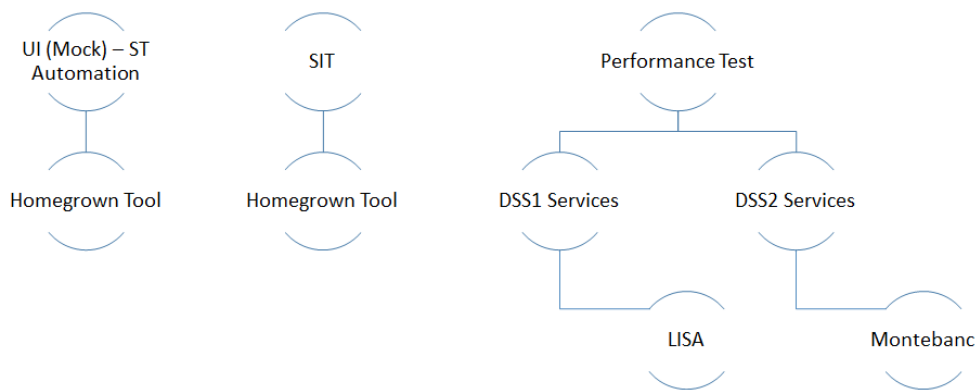 UI (Mock) – ST
Automation
SIT
Performance Test
Homegrown Tool
Homegrown Tool
DSS1 Services
DSS2 Services
LISA
Montebanc